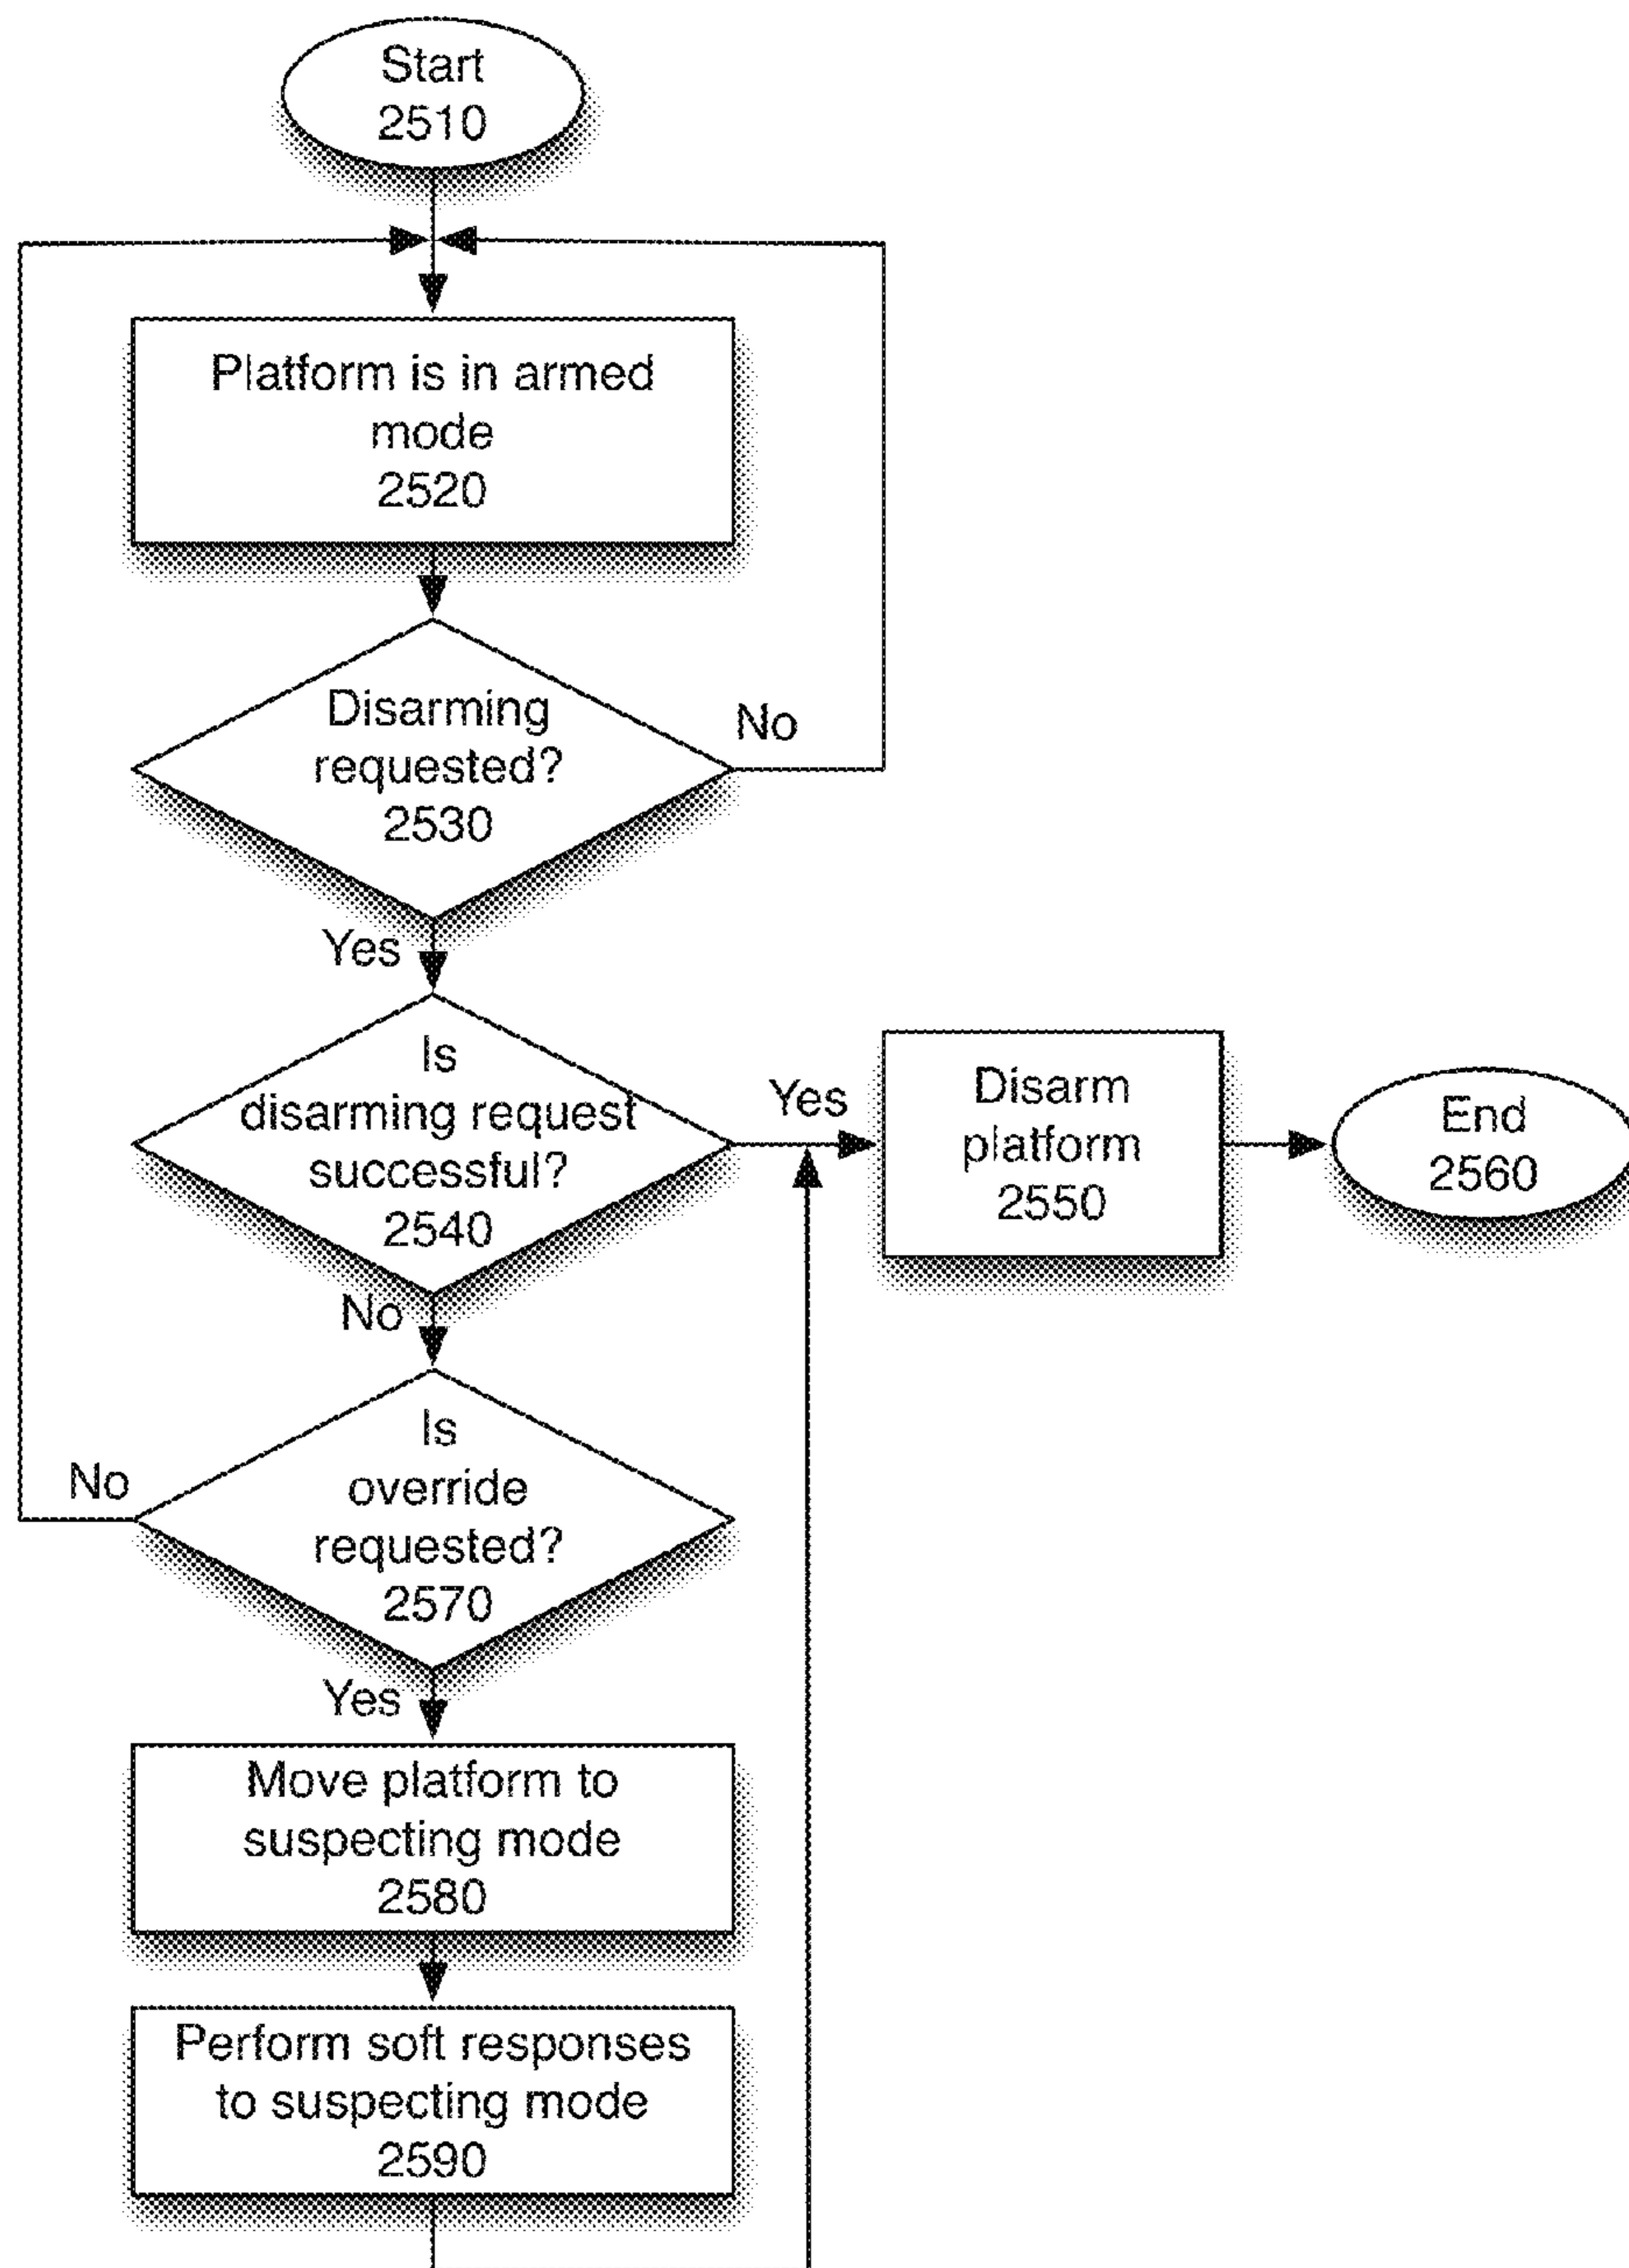 Start
2510
Platform is in armed
mode
2520
Disarming
requested?
2530
No
Yes
Is
disarming request
successful?
2540
Yes
Disarm
platform
2550
End
2560
No
Is
override
requested?
2570
No
Yes
Move platform to
suspecting mode
2580
Perform soft responses
to suspecting mode
2590